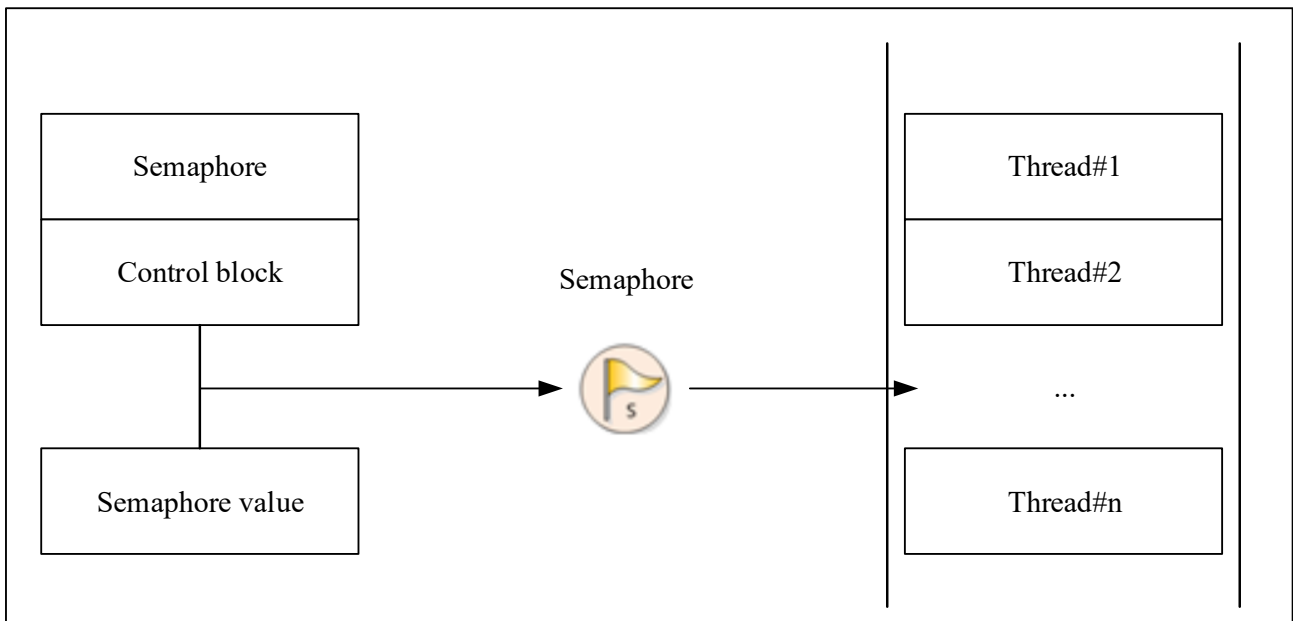 Semaphore
Control block
Semaphore value
Semaphore
S
Thread#1
Thread#2
...
Thread#n